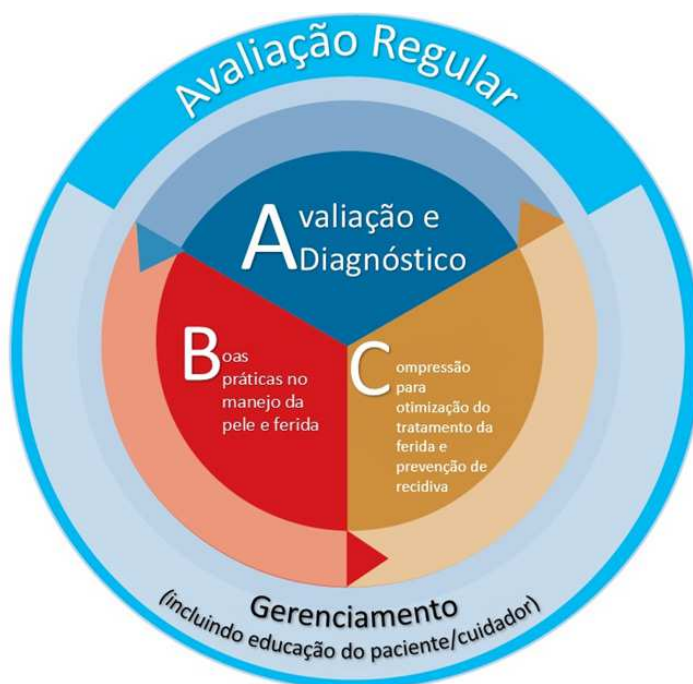 Avaliação Regular
Avaliação e
Diagnóstico
Boas
práticas no
manejo da
pele e ferida
Compressão
para
otimização do
tratamento da
ferida e
prevenção de
recidiva
Gerenciamento
(incluindo educação do paciente/cuidador)